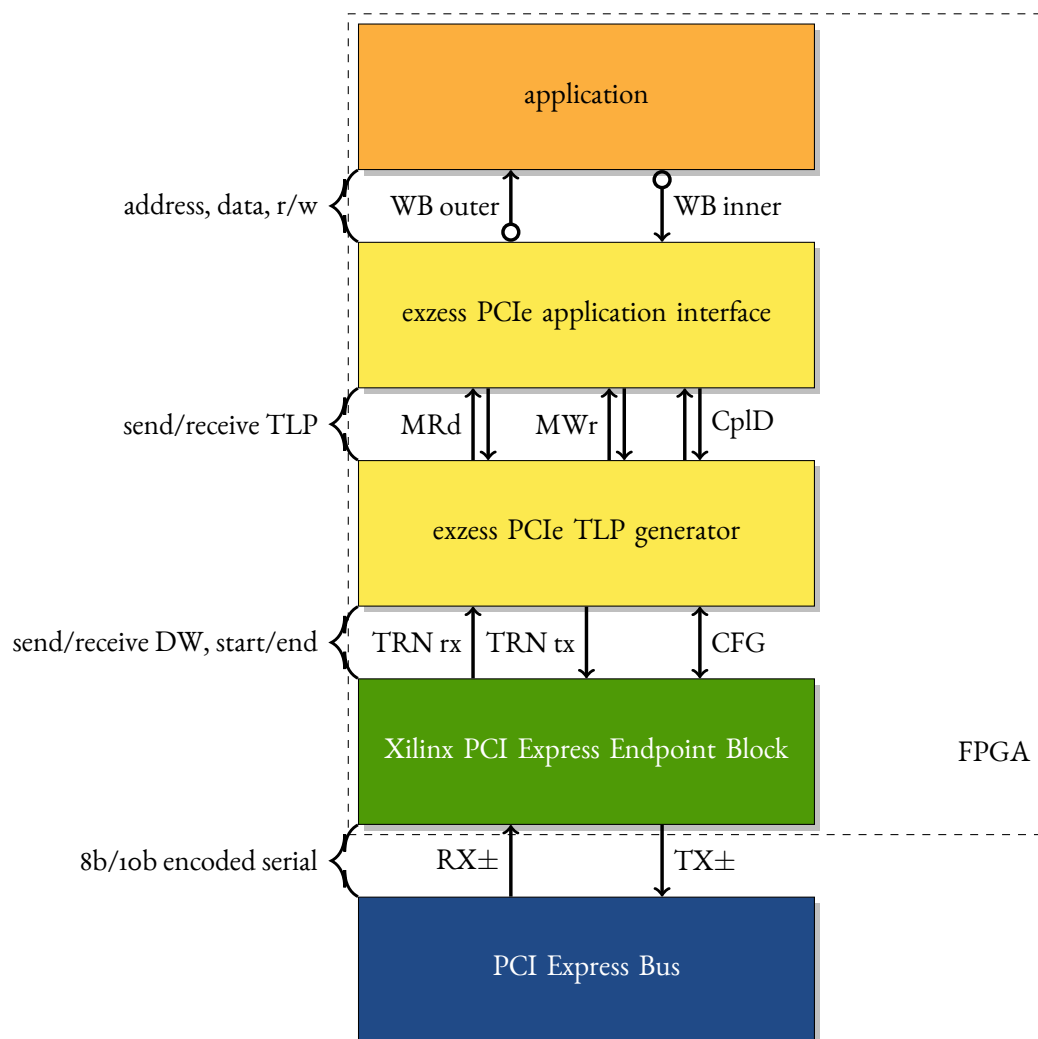 application
address, data, r/w
WB outer
WB inner
exzess PCIe application interface
send/receive TLP
MRd
MWr
CplD
exzess PCIe TLP generator
send/receive DW, start/end
TRN rx
TRN tx
CFG
Xilinx PCI Express Endpoint Block
FPGA
8b/10b encoded serial
RX±
TX±
PCI Express Bus